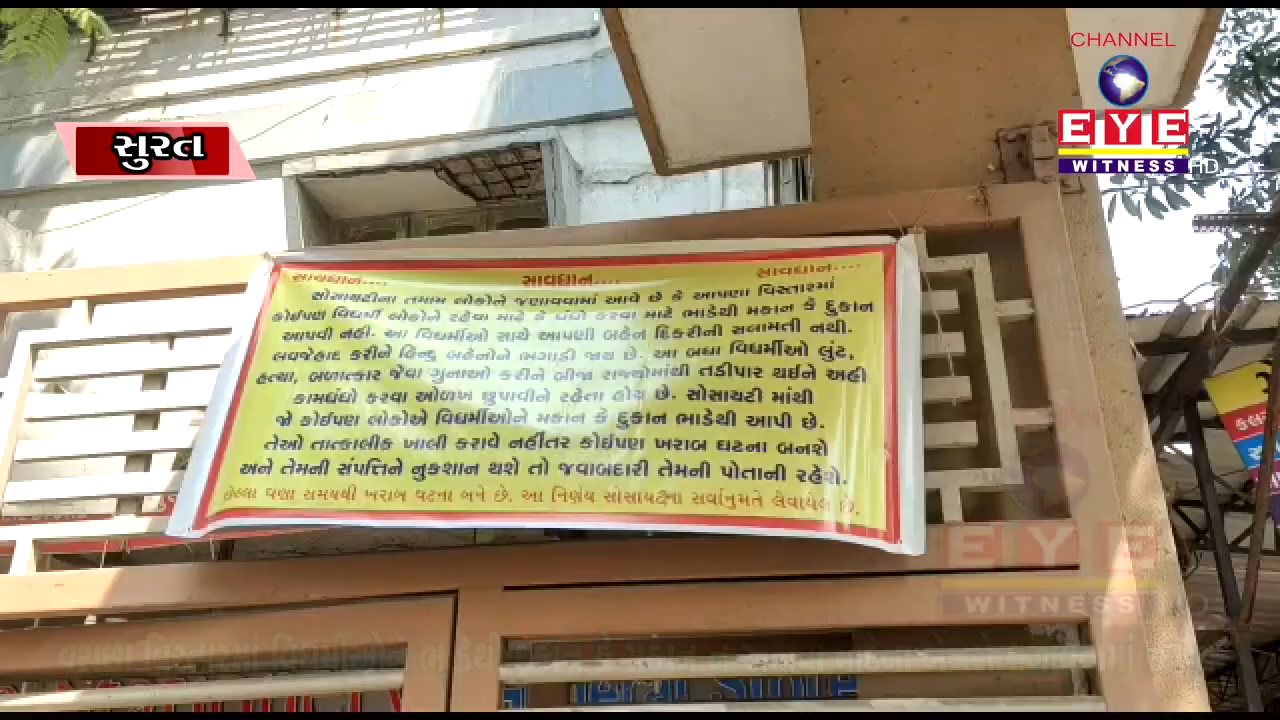 CHANNEL
EYE
WITNESS HD
સુરત
સાવધાન.... સાવધાન.... સાવધાન....
સોસાયટીના તમામ લોકોને જણાવવામાં આવે છે કે આપણા વિસ્તારમાં
કોઈપણ વિધર્મી લોકોને રહેવા માટે કે ધંધો કરવા માટે ભાડેથી મકાન કે દુકાન
આપવી નહી. આ વિધર્મીઓ સાથે આપણી બહેન દિકરીની સલામતી નથી.
લવજેહાદ કરીને હિન્દુ બહેનોને ભગાડી જાય છે. આ બધા વિધર્મીઓ લુંટ,
હત્યા, બળાત્કાર જેવા ગુનાઓ કરીને બીજા રાજ્યોમાંથી તડીપાર થઈને અહી
કામધંધો કરવા ઓળખ છુપાવીને રહેતા હોય છે. સોસાયટી માંથી
જો કોઈપણ લોકોએ વિધર્મીઓને મકાન કે દુકાન ભાડેથી આપી છે.
તેઓ તાત્કાલીક ખાલી કરાવે નહીંતર કોઈપણ ખરાબ ઘટના બનશે
અને તેમની સંપત્તિને નુકશાન થશે તો જવાબદારી તેમની પોતાની રહેશે.
છેલ્લા ઘણા સમયથી ખરાબ ઘટના બને છે. આ નિર્ણય સોસાયટીના સર્વાનુમતે લેવાયેલ છે.
EYE
WITNESS